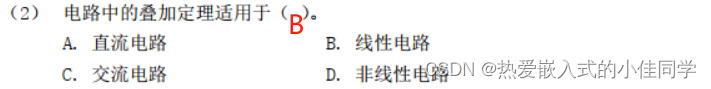 (2) 电路中的叠加定理适用于( B )。
A. 直流电路 B. 线性电路
C. 交流电路 D. 非线性电路
CSDN @热爱嵌入式的小佳同学